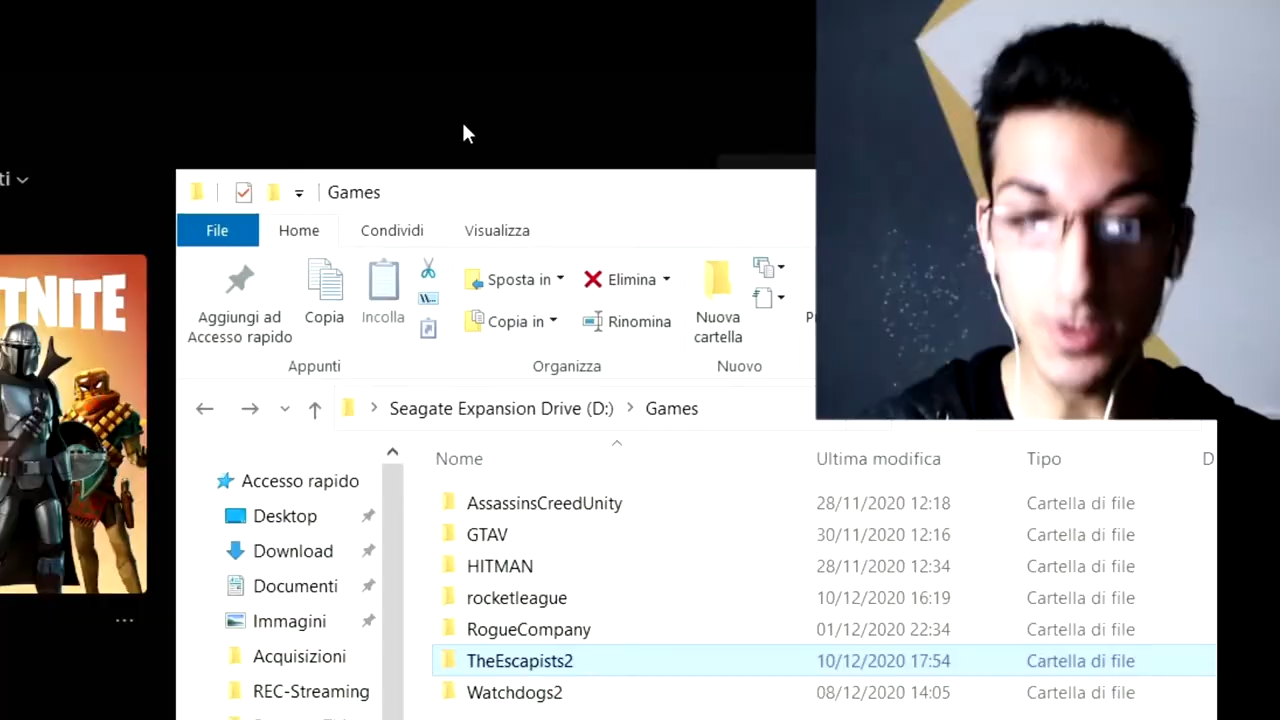 ti
TNITE
Games
File Home Condividi Visualizza
Aggiungi ad
Accesso rapido
Copia
Incolla
Sposta in
Copia in
Elimina
Rinomina
Nuova
cartella
Appunti Organizza Nuovo
Seagate Expansion Drive (D:) Games
Nome Ultima modifica Tipo D
Accesso rapido
Desktop
Download
Documenti
Immagini
Acquisizioni
REC-Streaming
AssassinsCreedUnity 28/11/2020 12:18 Cartella di file
GTAV 30/11/2020 12:16 Cartella di file
HITMAN 28/11/2020 12:34 Cartella di file
rocketleague 10/12/2020 16:19 Cartella di file
RogueCompany 01/12/2020 22:34 Cartella di file
TheEscapists2 10/12/2020 17:54 Cartella di file
Watchdogs2 08/12/2020 14:05 Cartella di file